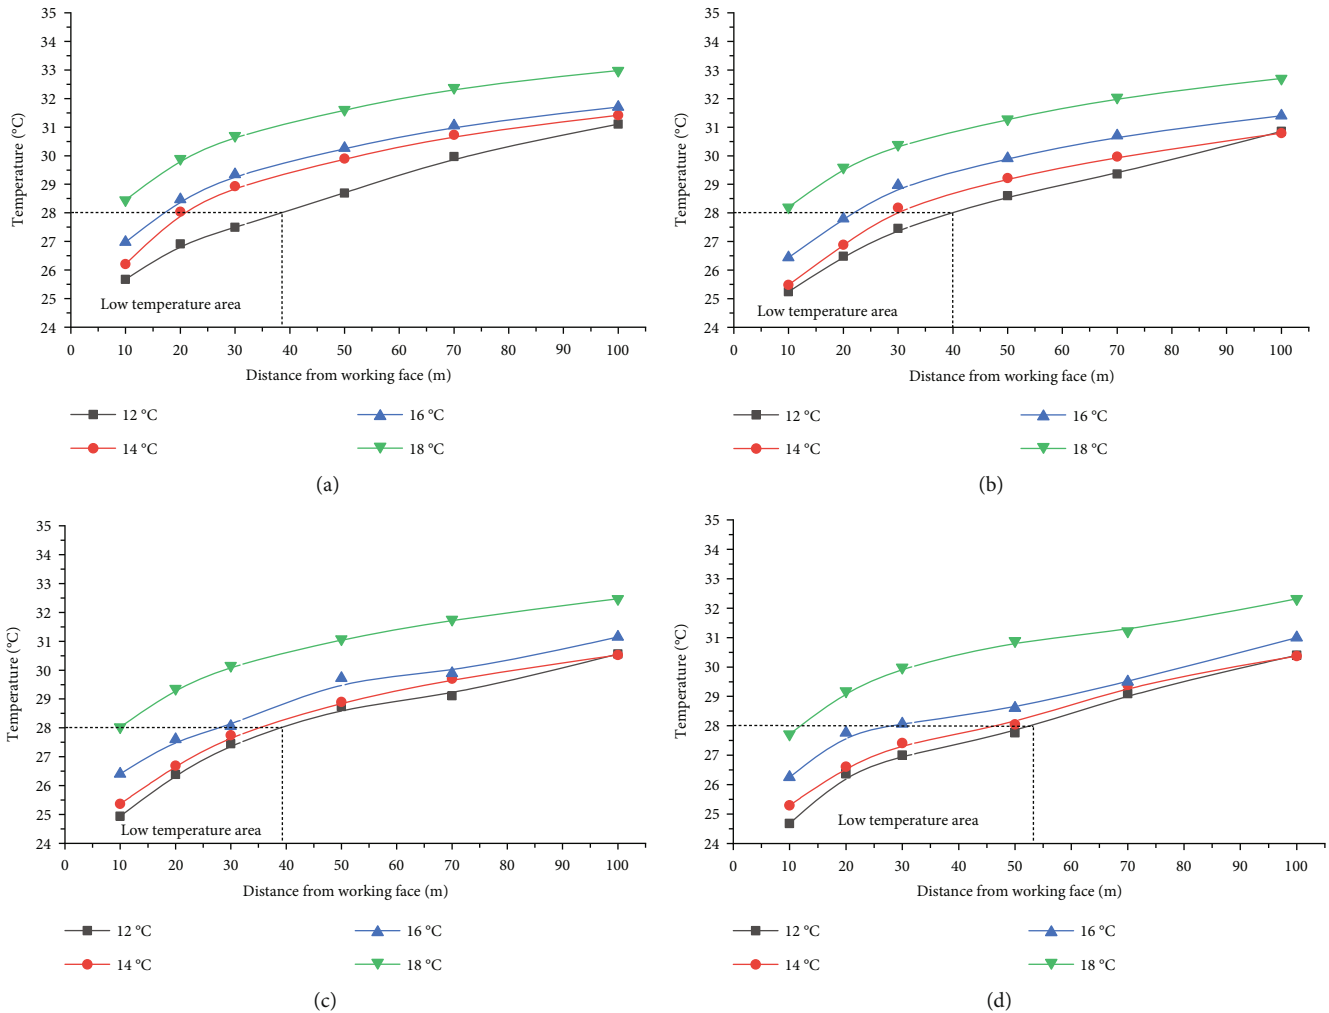 35
34
33
32
31
30
29
28
27
26
25
24
Temperature (°C)
Low temperature area
0 10 20 30 40 50 60 70 80 90 100
Distance from working face (m)
12 °C 16 °C
14 °C 18 °C
(a)
35
34
33
32
31
30
29
28
27
26
25
24
Temperature (°C)
Low temperature area
0 10 20 30 40 50 60 70 80 90 100
Distance from working face (m)
12 °C 16 °C
14 °C 18 °C
(b)
35
34
33
32
31
30
29
28
27
26
25
24
Temperature (°C)
Low temperature area
0 10 20 30 40 50 60 70 80 90 100
Distance from working face (m)
12 °C 16 °C
14 °C 18 °C
(c)
35
34
33
32
31
30
29
28
27
26
25
24
Temperature (°C)
Low temperature area
0 10 20 30 40 50 60 70 80 90 100
Distance from working face (m)
12 °C 16 °C
14 °C 18 °C
(d)